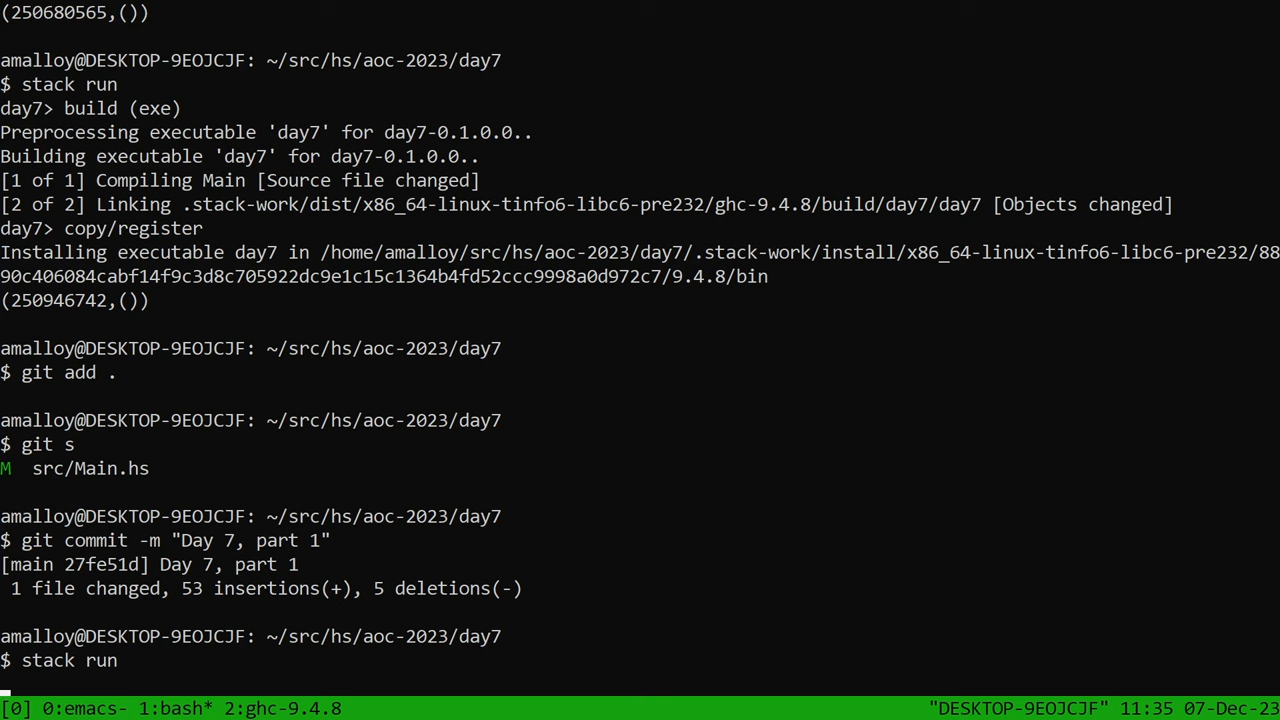 (250680565,())
amalloy@DESKTOP-9EOJCJF: ~/src/hs/aoc-2023/day7
$ stack run
day7> build (exe)
Preprocessing executable 'day7' for day7-0.1.0.0..
Building executable 'day7' for day7-0.1.0.0..
[1 of 1] Compiling Main [Source file changed]
[2 of 2] Linking .stack-work/dist/x86_64-linux-tinfo6-libc6-pre232/ghc-9.4.8/build/day7/day7 [Objects changed]
day7> copy/register
Installing executable day7 in /home/amalloy/src/hs/aoc-2023/day7/.stack-work/install/x86_64-linux-tinfo6-libc6-pre232/88
90c406084cabf14f9c3d8c705922dc9e1c15c1364b4fd52ccc9998a0d972c7/9.4.8/bin
(250946742,())
amalloy@DESKTOP-9EOJCJF: ~/src/hs/aoc-2023/day7
$ git add .
amalloy@DESKTOP-9EOJCJF: ~/src/hs/aoc-2023/day7
$ git s
M  src/Main.hs
amalloy@DESKTOP-9EOJCJF: ~/src/hs/aoc-2023/day7
$ git commit -m "Day 7, part 1"
[main 27fe51d] Day 7, part 1
 1 file changed, 53 insertions(+), 5 deletions(-)
amalloy@DESKTOP-9EOJCJF: ~/src/hs/aoc-2023/day7
$ stack run
[0] 0:emacs- 1:bash* 2:ghc-9.4.8 "DESKTOP-9EOJCJF" 11:35 07-Dec-23